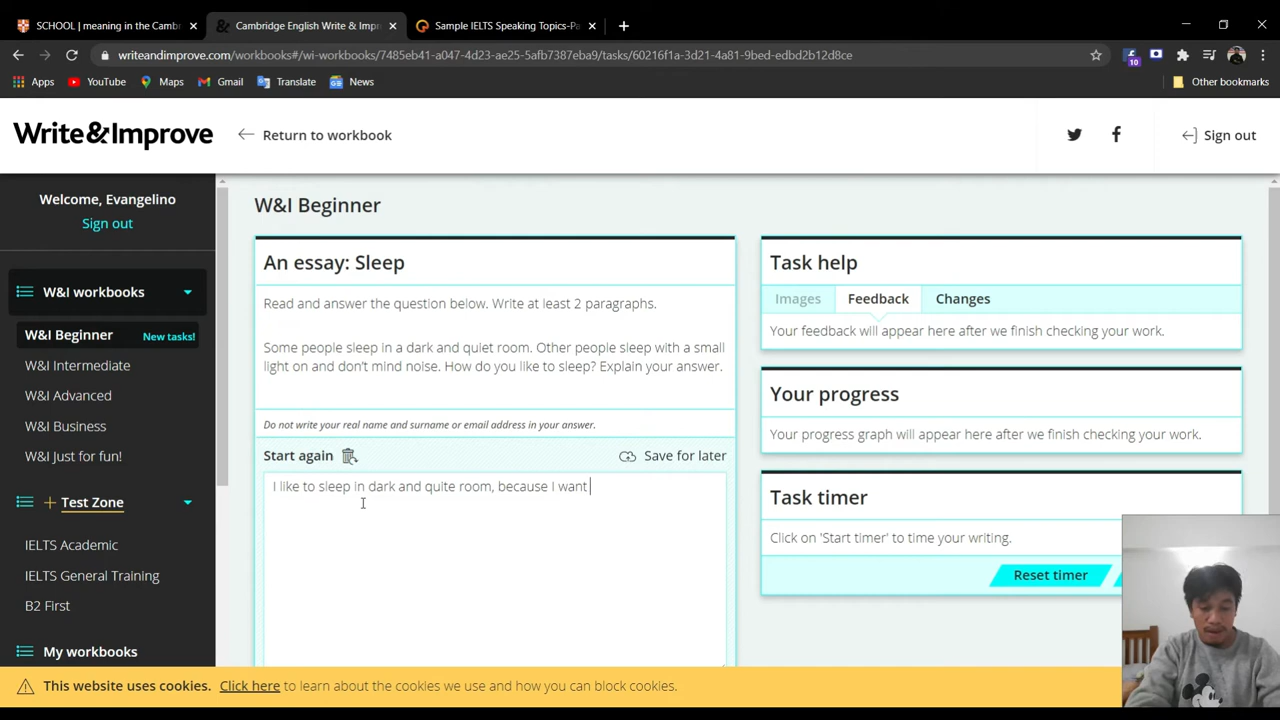 SCHOOL | meaning in the Camb
Cambridge English Write & Impr
Sample IELTS Speaking Topics-Pa
writeandimprove.com/workbooks#/wi-workbooks/7485eb41-a047-4d23-ae25-5afb7387eba9/tasks/60216f1a-3d21-4a81-9bed-edbd2b12d8ce
10
Apps YouTube Maps Gmail Translate News Other bookmarks
Write&Improve
Return to workbook
Sign out
Welcome, Evangelino
Sign out
W&I workbooks
W&I Beginner New tasks!
W&I Intermediate
W&I Advanced
W&I Business
W&I Just for fun!
Test Zone
IELTS Academic
IELTS General Training
B2 First
My workbooks
W&I Beginner
An essay: Sleep
Read and answer the question below. Write at least 2 paragraphs.
Some people sleep in a dark and quiet room. Other people sleep with a small
light on and don't mind noise. How do you like to sleep? Explain your answer.
Do not write your real name and surname or email address in your answer.
Start again Save for later
I like to sleep in dark and quite room, because I want
Task help
Images Feedback Changes
Your feedback will appear here after we finish checking your work.
Your progress
Your progress graph will appear here after we finish checking your work.
Task timer
Click on 'Start timer' to time your writing.
Reset timer
This website uses cookies. Click here to learn about the cookies we use and how you can block cookies.